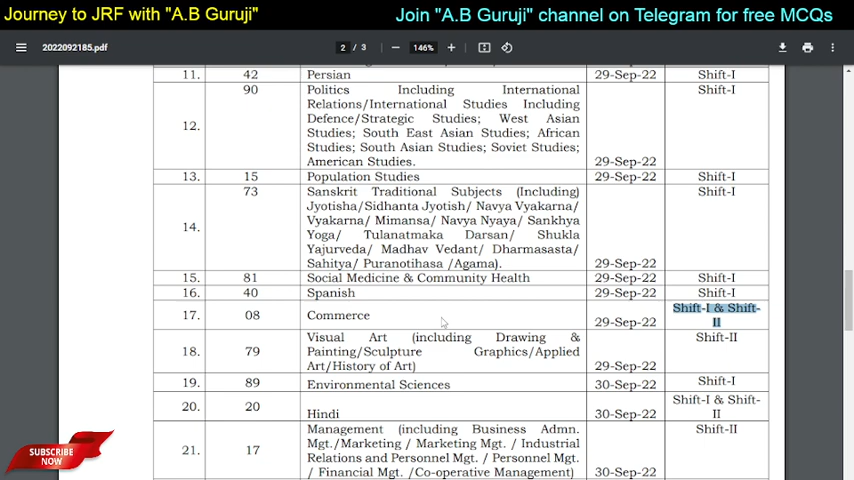 Journey to JRF with "A.B Guruji"
Join "A.B Guruji" channel on Telegram for free MCQs
2022092185.pdf
2 / 3
146%
11. 42 Persian 29-Sep-22 Shift-I
12. 90 Politics Including International Relations/International Studies Including Defence/Strategic Studies; West Asian Studies; South East Asian Studies; African Studies; South Asian Studies; Soviet Studies; American Studies. 29-Sep-22 Shift-I
13. 15 Population Studies 29-Sep-22 Shift-I
14. 73 Sanskrit Traditional Subjects (Including) Jyotisha/Sidhanta Jyotish/ Navya Vyakarna/ Vyakarna/ Mimansa/ Navya Nyaya/ Sankhya Yoga/ Tulanatmaka Darsan/ Shukla Yajurveda/ Madhav Vedant/ Dharmasasta/ Sahitya/ Puranotihasa /Agama). 29-Sep-22 Shift-I
15. 81 Social Medicine & Community Health 29-Sep-22 Shift-I
16. 40 Spanish 29-Sep-22 Shift-I
17. 08 Commerce 29-Sep-22 Shift-I & Shift-II
18. 79 Visual Art (including Drawing & Painting/Sculpture Graphics/Applied Art/History of Art) 29-Sep-22 Shift-II
19. 89 Environmental Sciences 30-Sep-22 Shift-I
20. 20 Hindi 30-Sep-22 Shift-I & Shift-II
21. 17 Management (including Business Admn. Mgt./Marketing / Marketing Mgt. / Industrial Relations and Personnel Mgt. / Personnel Mgt. / Financial Mgt. /Co-operative Management) 30-Sep-22 Shift-II
SUBSCRIBE
NOW